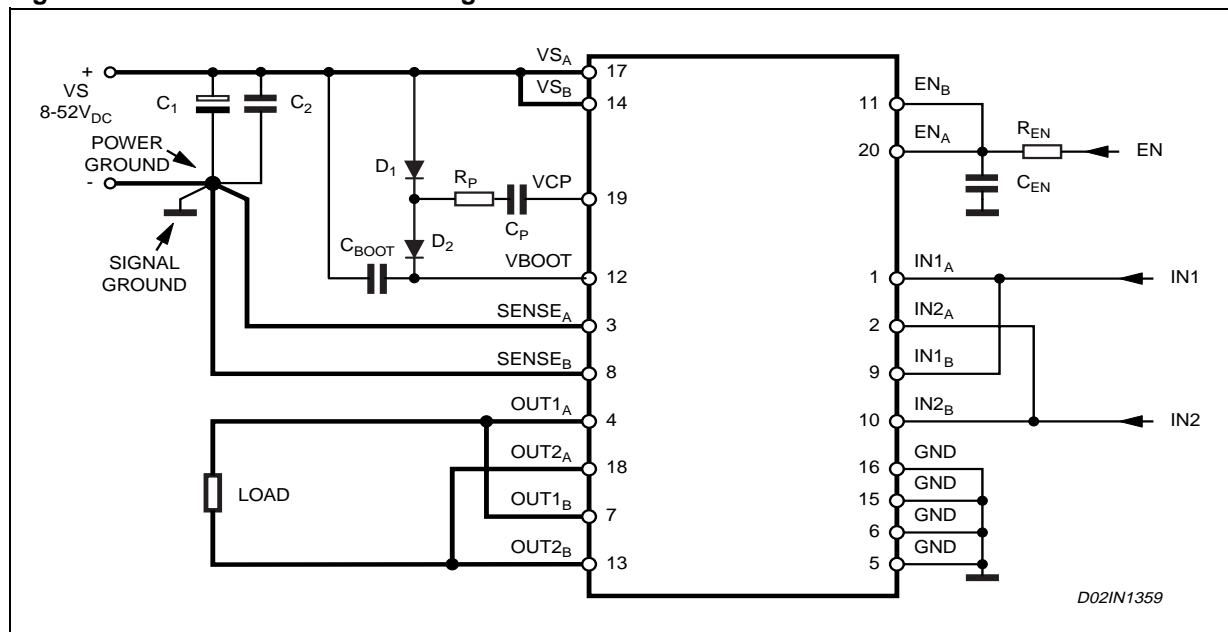 +
VS
8-52VDC
POWER
GROUND
-
SIGNAL
GROUND
C1
C2
D1
RP
VCP
CP
D2
CBOOT
VBOOT
VSA
17
VSB
14
19
12
SENSEA
3
SENSEB
8
OUT1A
4
OUT2A
18
OUT1B
7
OUT2B
13
LOAD
11
ENB
20
ENA
REN
EN
CEN
1
IN1A
IN1
2
IN2A
9
IN1B
10
IN2B
IN2
16
GND
15
GND
6
GND
5
GND
D02IN1359